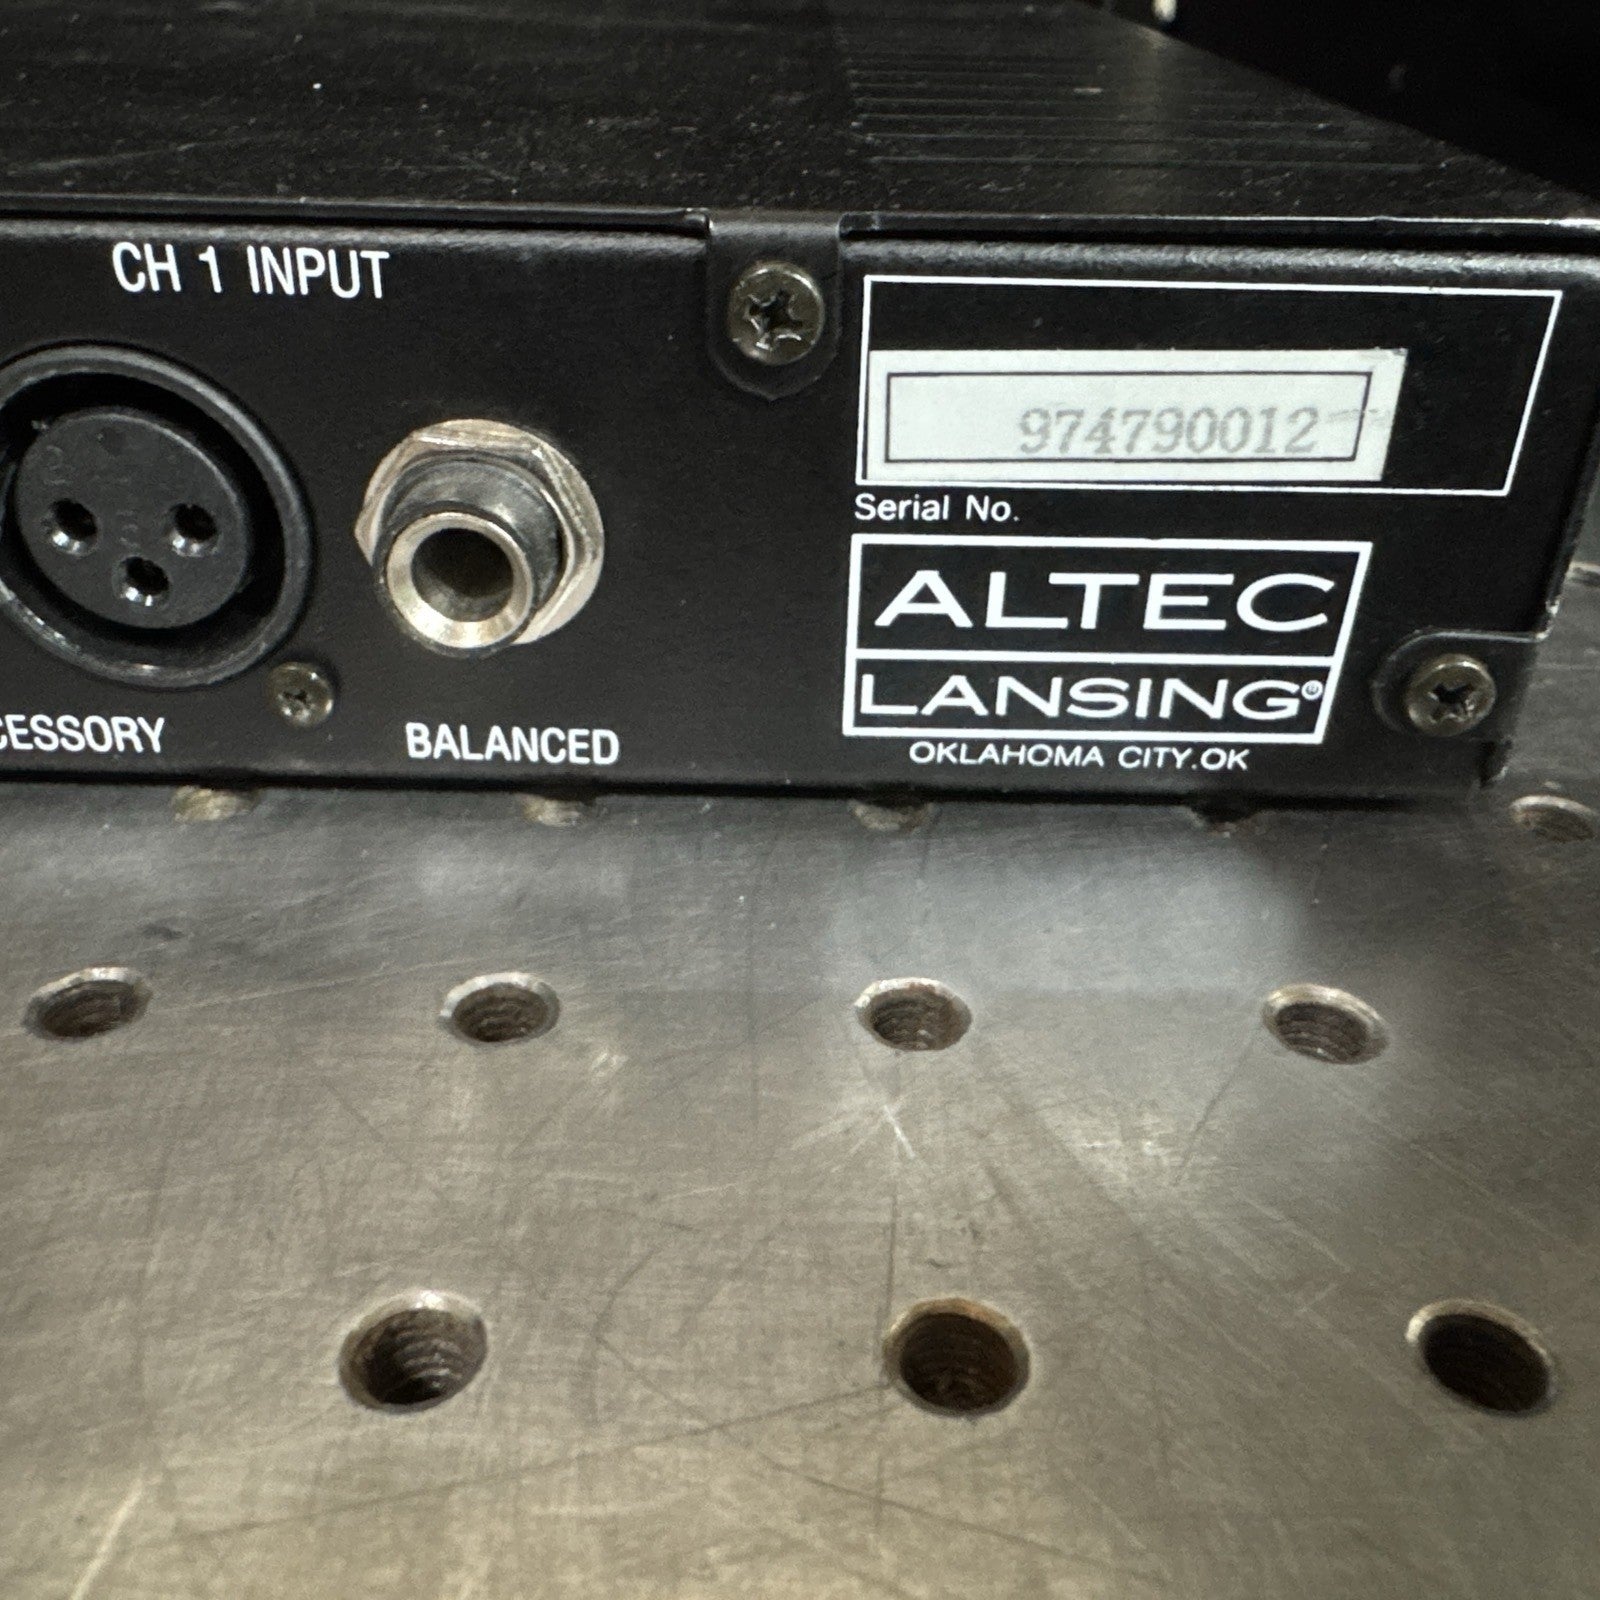 CH 1 INPUT
974790012
Serial No.
ALTEC
LANSING®
CESSORY
BALANCED
OKLAHOMA CITY.OK